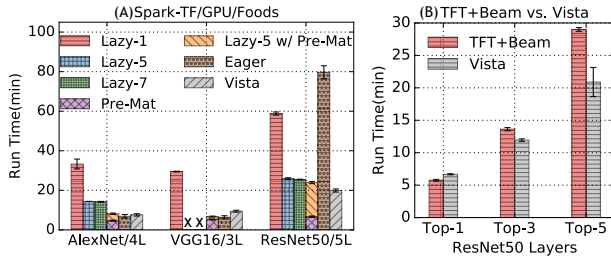 (A)Spark-TF/GPU/Foods
Run Time(min)
100
80
60
40
20
0
Lazy-1
Lazy-5
Lazy-7
Pre-Mat
Lazy-5 w/ Pre-Mat
Eager
Vista
X X
AlexNet/4L VGG16/3L ResNet50/5L
(B)TFT+Beam vs. Vista
Run Time(min)
30
25
20
15
10
5
0
TFT+Beam
Vista
Top-1 Top-3 Top-5
ResNet50 Layers